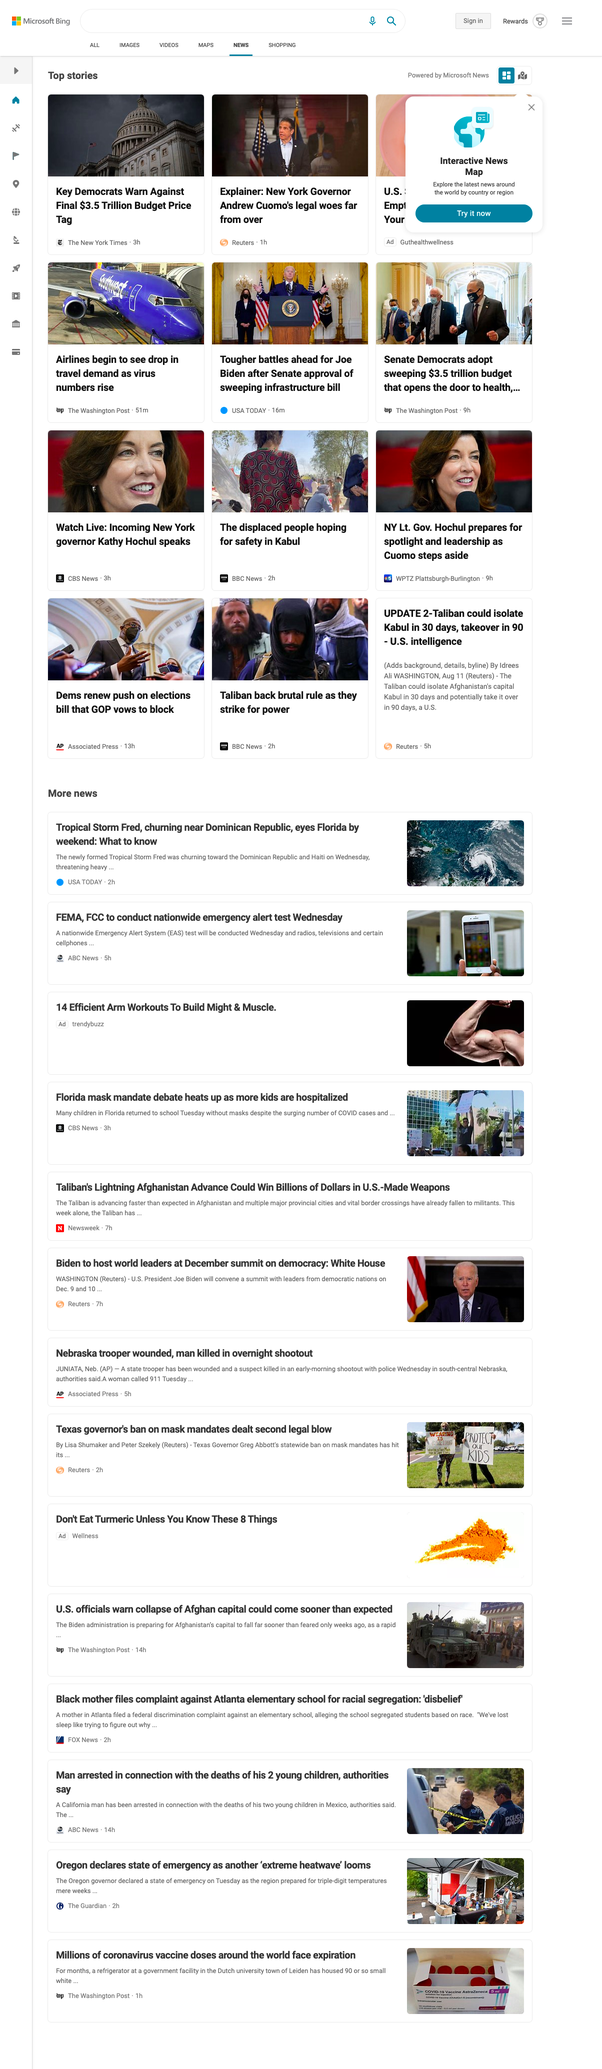 Microsoft Bing
Sign in
Rewards
ALL
IMAGES
VIDEOS
MAPS
NEWS
SHOPPING
Top stories
Powered by Microsoft News
Interactive News
Map
Explore the latest news around
the world by country or region
Try it now
Key Democrats Warn Against
Final $3.5 Trillion Budget Price
Tag
The New York Times · 3h
Explainer: New York Governor
Andrew Cuomo's legal woes far
from over
Reuters · 1h
U.S.
Empt
Your
Ad Guthealthwellness
Airlines begin to see drop in
travel demand as virus
numbers rise
The Washington Post · 51m
Tougher battles ahead for Joe
Biden after Senate approval of
sweeping infrastructure bill
USA TODAY · 16m
Senate Democrats adopt
sweeping $3.5 trillion budget
that opens the door to health,...
The Washington Post · 9h
Watch Live: Incoming New York
governor Kathy Hochul speaks
CBS News · 3h
The displaced people hoping
for safety in Kabul
BBC News · 2h
NY Lt. Gov. Hochul prepares for
spotlight and leadership as
Cuomo steps aside
WPTZ Plattsburgh-Burlington · 9h
Dems renew push on elections
bill that GOP vows to block
AP Associated Press · 13h
Taliban back brutal rule as they
strike for power
BBC News · 2h
UPDATE 2-Taliban could isolate
Kabul in 30 days, takeover in 90
- U.S. intelligence
(Adds background, details, byline) By Idrees
Ali WASHINGTON, Aug 11 (Reuters) - The
Taliban could isolate Afghanistan's capital
Kabul in 30 days and potentially take it over
in 90 days, a U.S.
Reuters · 5h
More news
Tropical Storm Fred, churning near Dominican Republic, eyes Florida by
weekend: What to know
The newly formed Tropical Storm Fred was churning toward the Dominican Republic and Haiti on Wednesday,
threatening heavy ...
USA TODAY · 2h
FEMA, FCC to conduct nationwide emergency alert test Wednesday
A nationwide Emergency Alert System (EAS) test will be conducted Wednesday and radios, televisions and certain
cellphones ...
ABC News · 5h
14 Efficient Arm Workouts To Build Might & Muscle.
Ad trendybuzz
Florida mask mandate debate heats up as more kids are hospitalized
Many children in Florida returned to school Tuesday without masks despite the surging number of COVID cases and ...
CBS News · 3h
Taliban's Lightning Afghanistan Advance Could Win Billions of Dollars in U.S.-Made Weapons
The Taliban is advancing faster than expected in Afghanistan and multiple major provincial cities and vital border crossings have already fallen to militants. This
week alone, the Taliban has ...
N Newsweek · 7h
Biden to host world leaders at December summit on democracy: White House
WASHINGTON (Reuters) - U.S. President Joe Biden will convene a summit with leaders from democratic nations on
Dec. 9 and 10 ...
Reuters · 7h
Nebraska trooper wounded, man killed in overnight shootout
JUNIATA, Neb. (AP) — A state trooper has been wounded and a suspect killed in an early-morning shootout with police Wednesday in south-central Nebraska,
authorities said.A woman called 911 Tuesday ...
AP Associated Press · 5h
Texas governor's ban on mask mandates dealt second legal blow
By Lisa Shumaker and Peter Szekely (Reuters) - Texas Governor Greg Abbott's statewide ban on mask mandates has hit
its ...
Reuters · 2h
PROTECT
OUR
KIDS
Don't Eat Turmeric Unless You Know These 8 Things
Ad Wellness
U.S. officials warn collapse of Afghan capital could come sooner than expected
The Biden administration is preparing for Afghanistan's capital to fall far sooner than feared only weeks ago, as a rapid
...
The Washington Post · 14h
Black mother files complaint against Atlanta elementary school for racial segregation: 'disbelief'
A mother in Atlanta filed a federal discrimination complaint against an elementary school, alleging the school segregated students based on race. "We've lost
sleep like trying to figure out why ...
FOX News · 2h
Man arrested in connection with the deaths of his 2 young children, authorities
say
A California man has been arrested in connection with the deaths of his two young children in Mexico, authorities said.
The ...
ABC News · 14h
Oregon declares state of emergency as another ‘extreme heatwave’ looms
The Oregon governor declared a state of emergency on Tuesday as the region prepared for triple-digit temperatures
mere weeks ...
The Guardian · 2h
Millions of coronavirus vaccine doses around the world face expiration
For months, a refrigerator at a government facility in the Dutch university town of Leiden has housed 90 or so small
white ...
The Washington Post · 1h
COVID-19 Vaccine AstraZeneca